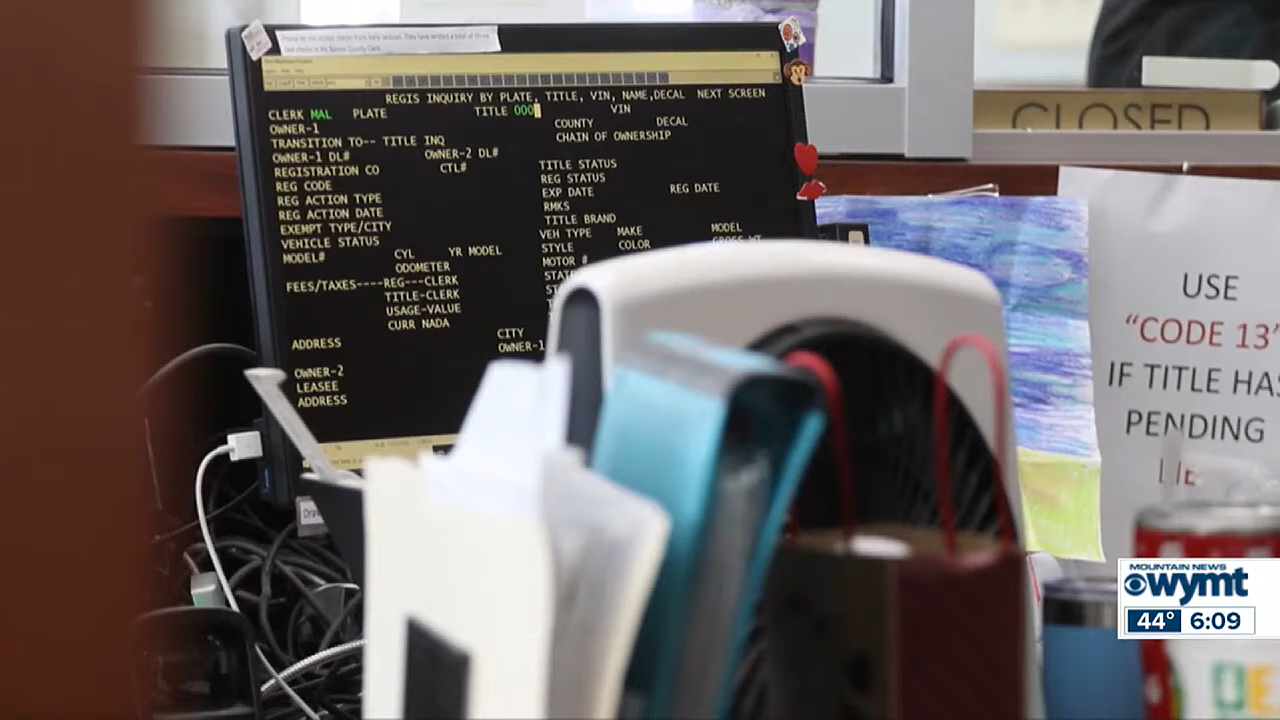 REGIS INQUIRY BY PLATE, TITLE, VIN, NAME,DECAL NEXT SCREEN
CLERK MAL PLATE TITLE 000 VIN
OWNER-1 COUNTY DECAL
TRANSITION TO-- TITLE INQ CHAIN OF OWNERSHIP
OWNER-1 DL# OWNER-2 DL# TITLE STATUS
REGISTRATION CO CTL# REG STATUS
REG CODE EXP DATE REG DATE
REG ACTION TYPE RMKS
REG ACTION DATE TITLE BRAND
EXEMPT TYPE/CITY VEH TYPE MAKE MODEL
VEHICLE STATUS STYLE COLOR
MODEL# CYL YR MODEL MOTOR #
ODOMETER
FEES/TAXES----REG---CLERK
TITLE-CLERK
USAGE-VALUE
CURR NADA
ADDRESS CITY
OWNER-1
OWNER-2
LEASEE
ADDRESS
CLOSED
USE
“CODE 13”
IF TITLE HAS
PENDING
MOUNTAIN NEWS
wymt
44° 6:09